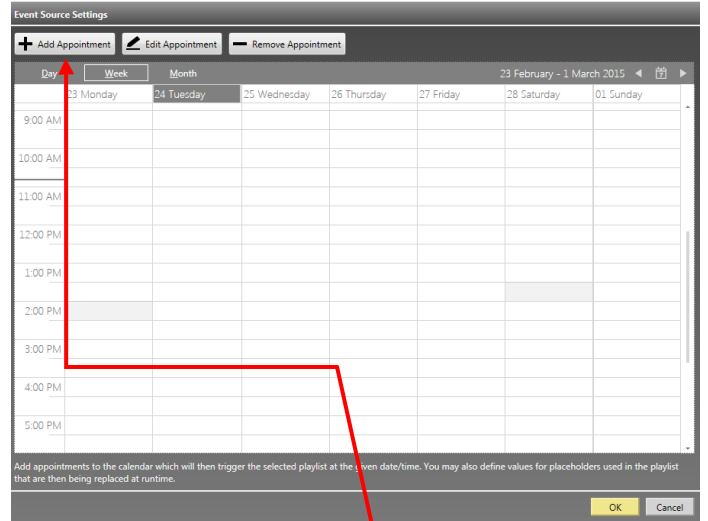 Event Source Settings
Add Appointment Edit Appointment Remove Appointment
Day Week Month 23 February - 1 March 2015
23 Monday 24 Tuesday 25 Wednesday 26 Thursday 27 Friday 28 Saturday 01 Sunday
9:00 AM
10:00 AM
11:00 AM
12:00 PM
1:00 PM
2:00 PM
3:00 PM
4:00 PM
5:00 PM
Add appointments to the calendar which will then trigger the selected playlist at the given date/time. You may also define values for placeholders used in the playlist
that are then being replaced at runtime.
OK Cancel